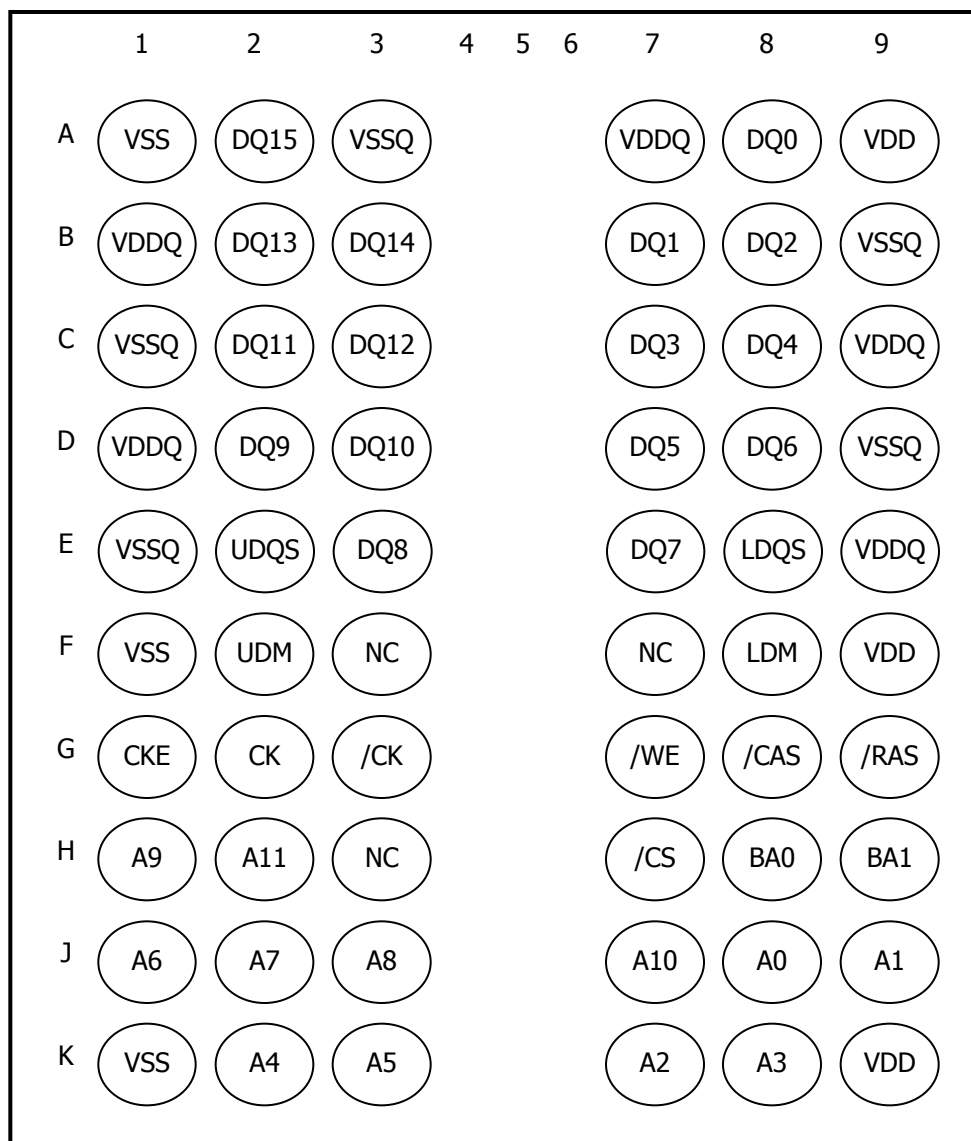 1 2 3 4 5 6 7 8 9
A VSS DQ15 VSSQ VDDQ DQ0 VDD
B VDDQ DQ13 DQ14 DQ1 DQ2 VSSQ
C VSSQ DQ11 DQ12 DQ3 DQ4 VDDQ
D VDDQ DQ9 DQ10 DQ5 DQ6 VSSQ
E VSSQ UDQS DQ8 DQ7 LDQS VDDQ
F VSS UDM NC NC LDM VDD
G CKE CK /CK /WE /CAS /RAS
H A9 A11 NC /CS BA0 BA1
J A6 A7 A8 A10 A0 A1
K VSS A4 A5 A2 A3 VDD